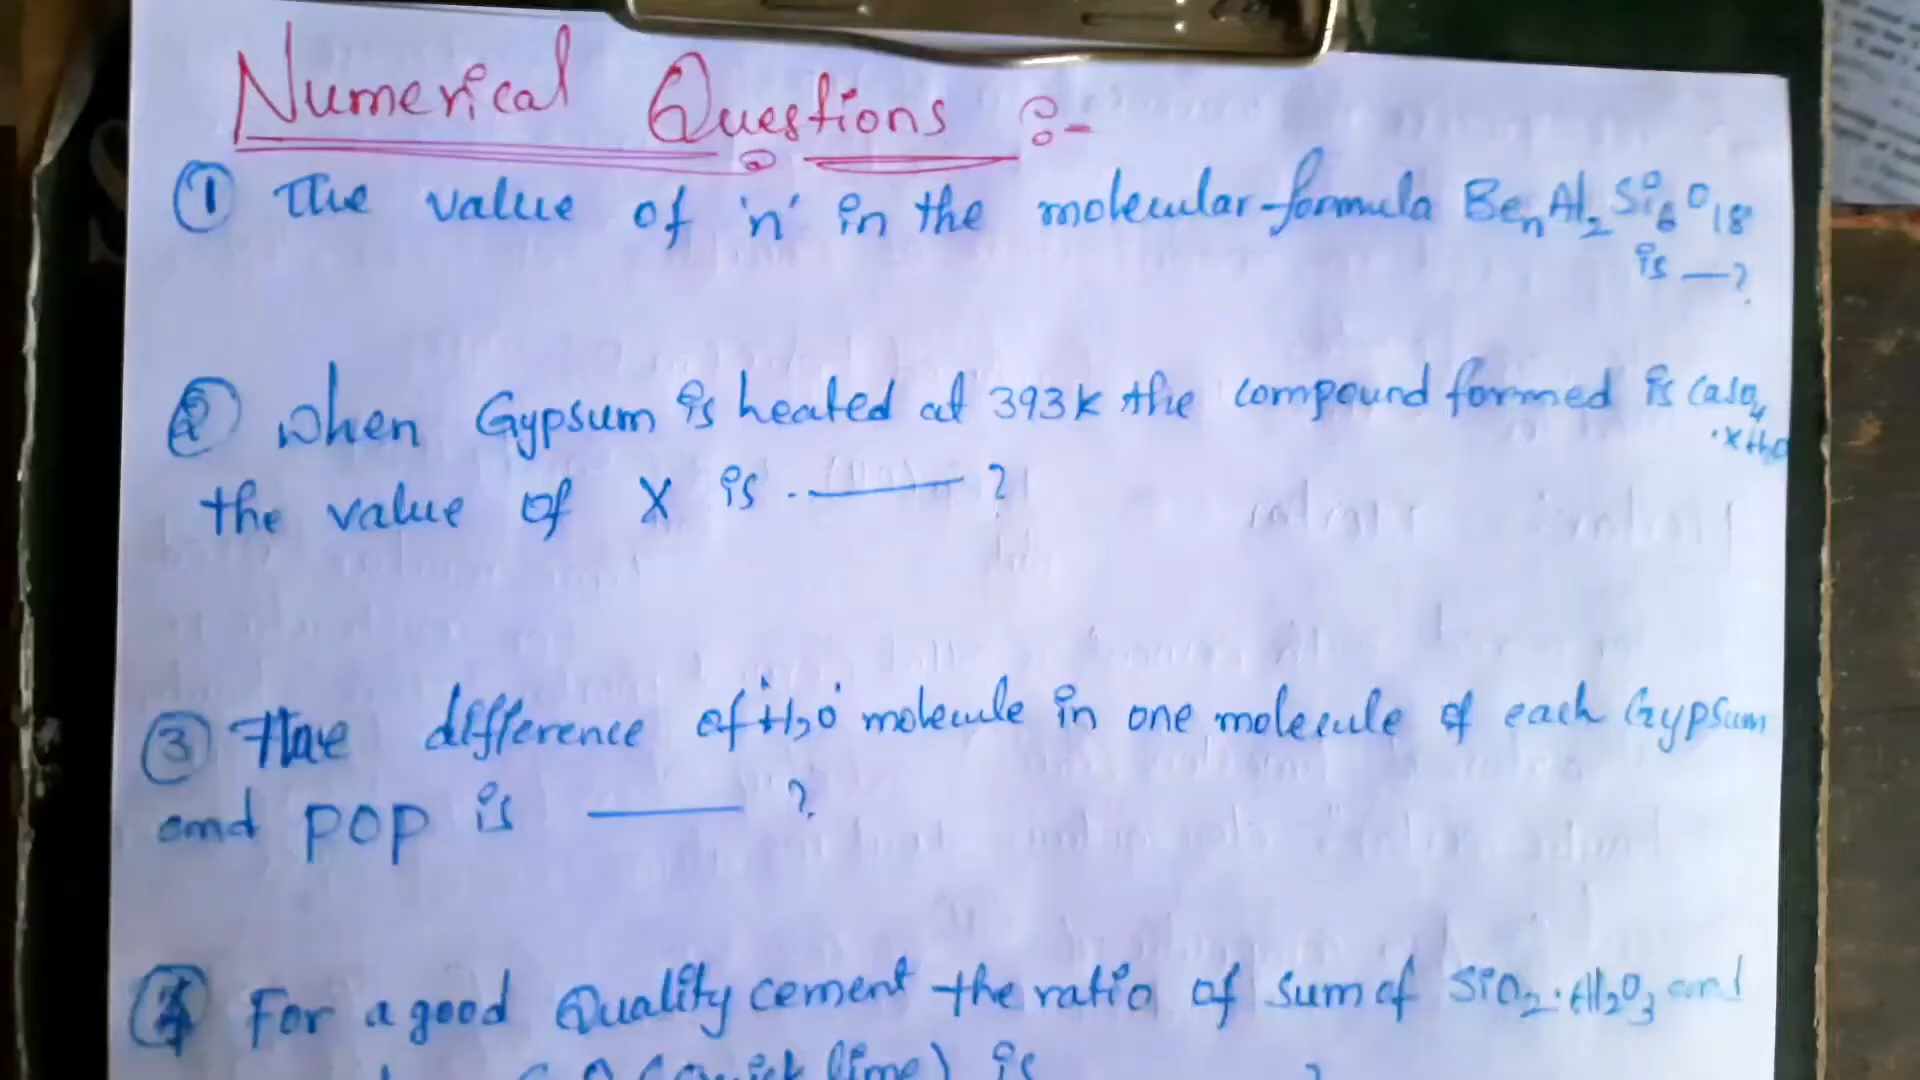 Numerical Questions :-
① The value of 'n' in the molecular formula BenAl2Si6O18
is —?
② when Gypsum is heated at 393K the compound formed is CaSO4
.xH2O
the value of X is .——— ?
③ The difference of 'H2O' molecule in one molecule of each Gypsum
and POP is ——— ?
④ For a good Quality cement the ratio of sum of SiO2.Al2O3 and
(Quick lime) is ?